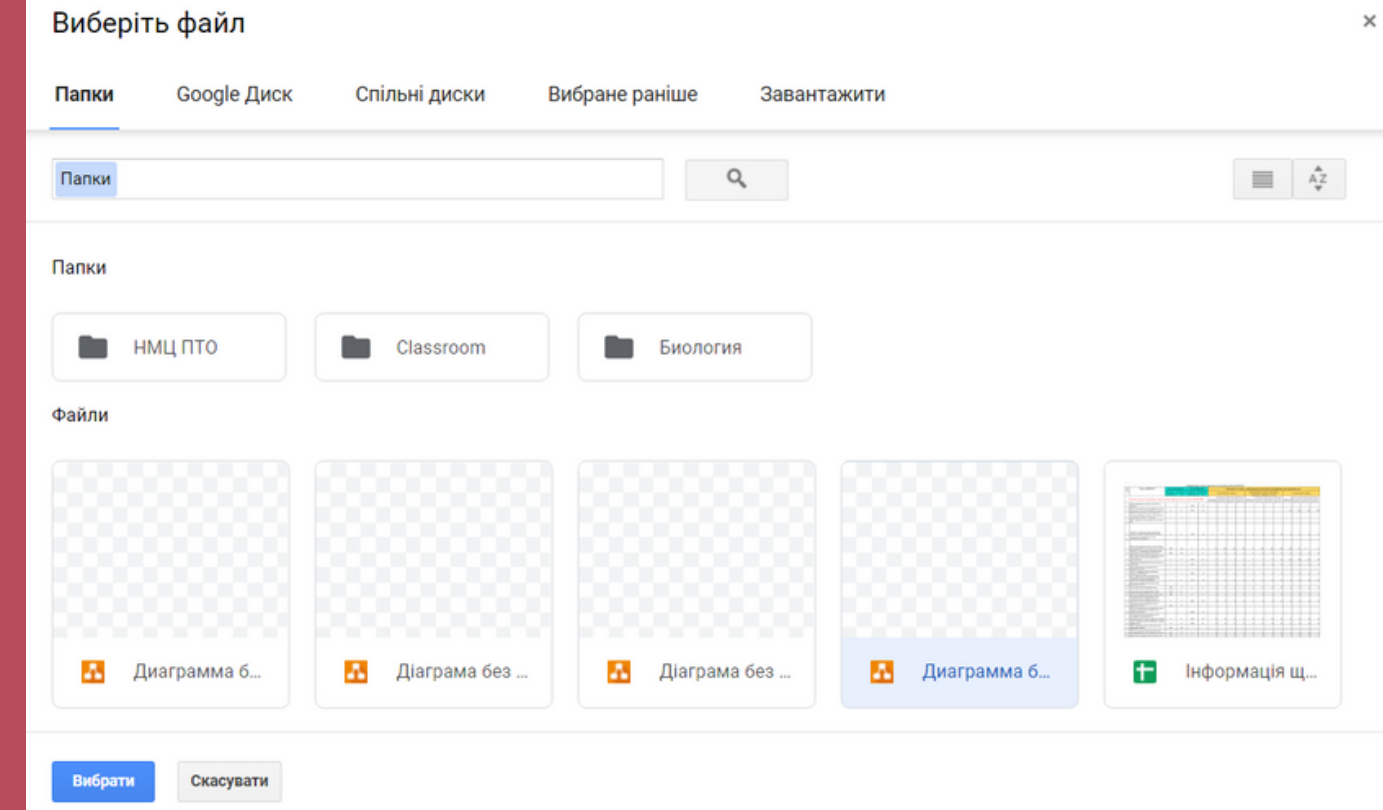 Виберіть файл
×
Папки Google Диск Спільні диски Вибране раніше Завантажити
Папки
AZ
Папки
НМЦ ПТО Classroom Биология
Файли
Диаграмма б... Діаграма без ... Діаграма без ... Диаграмма б... Інформація щ...
Вибрати Скасувати